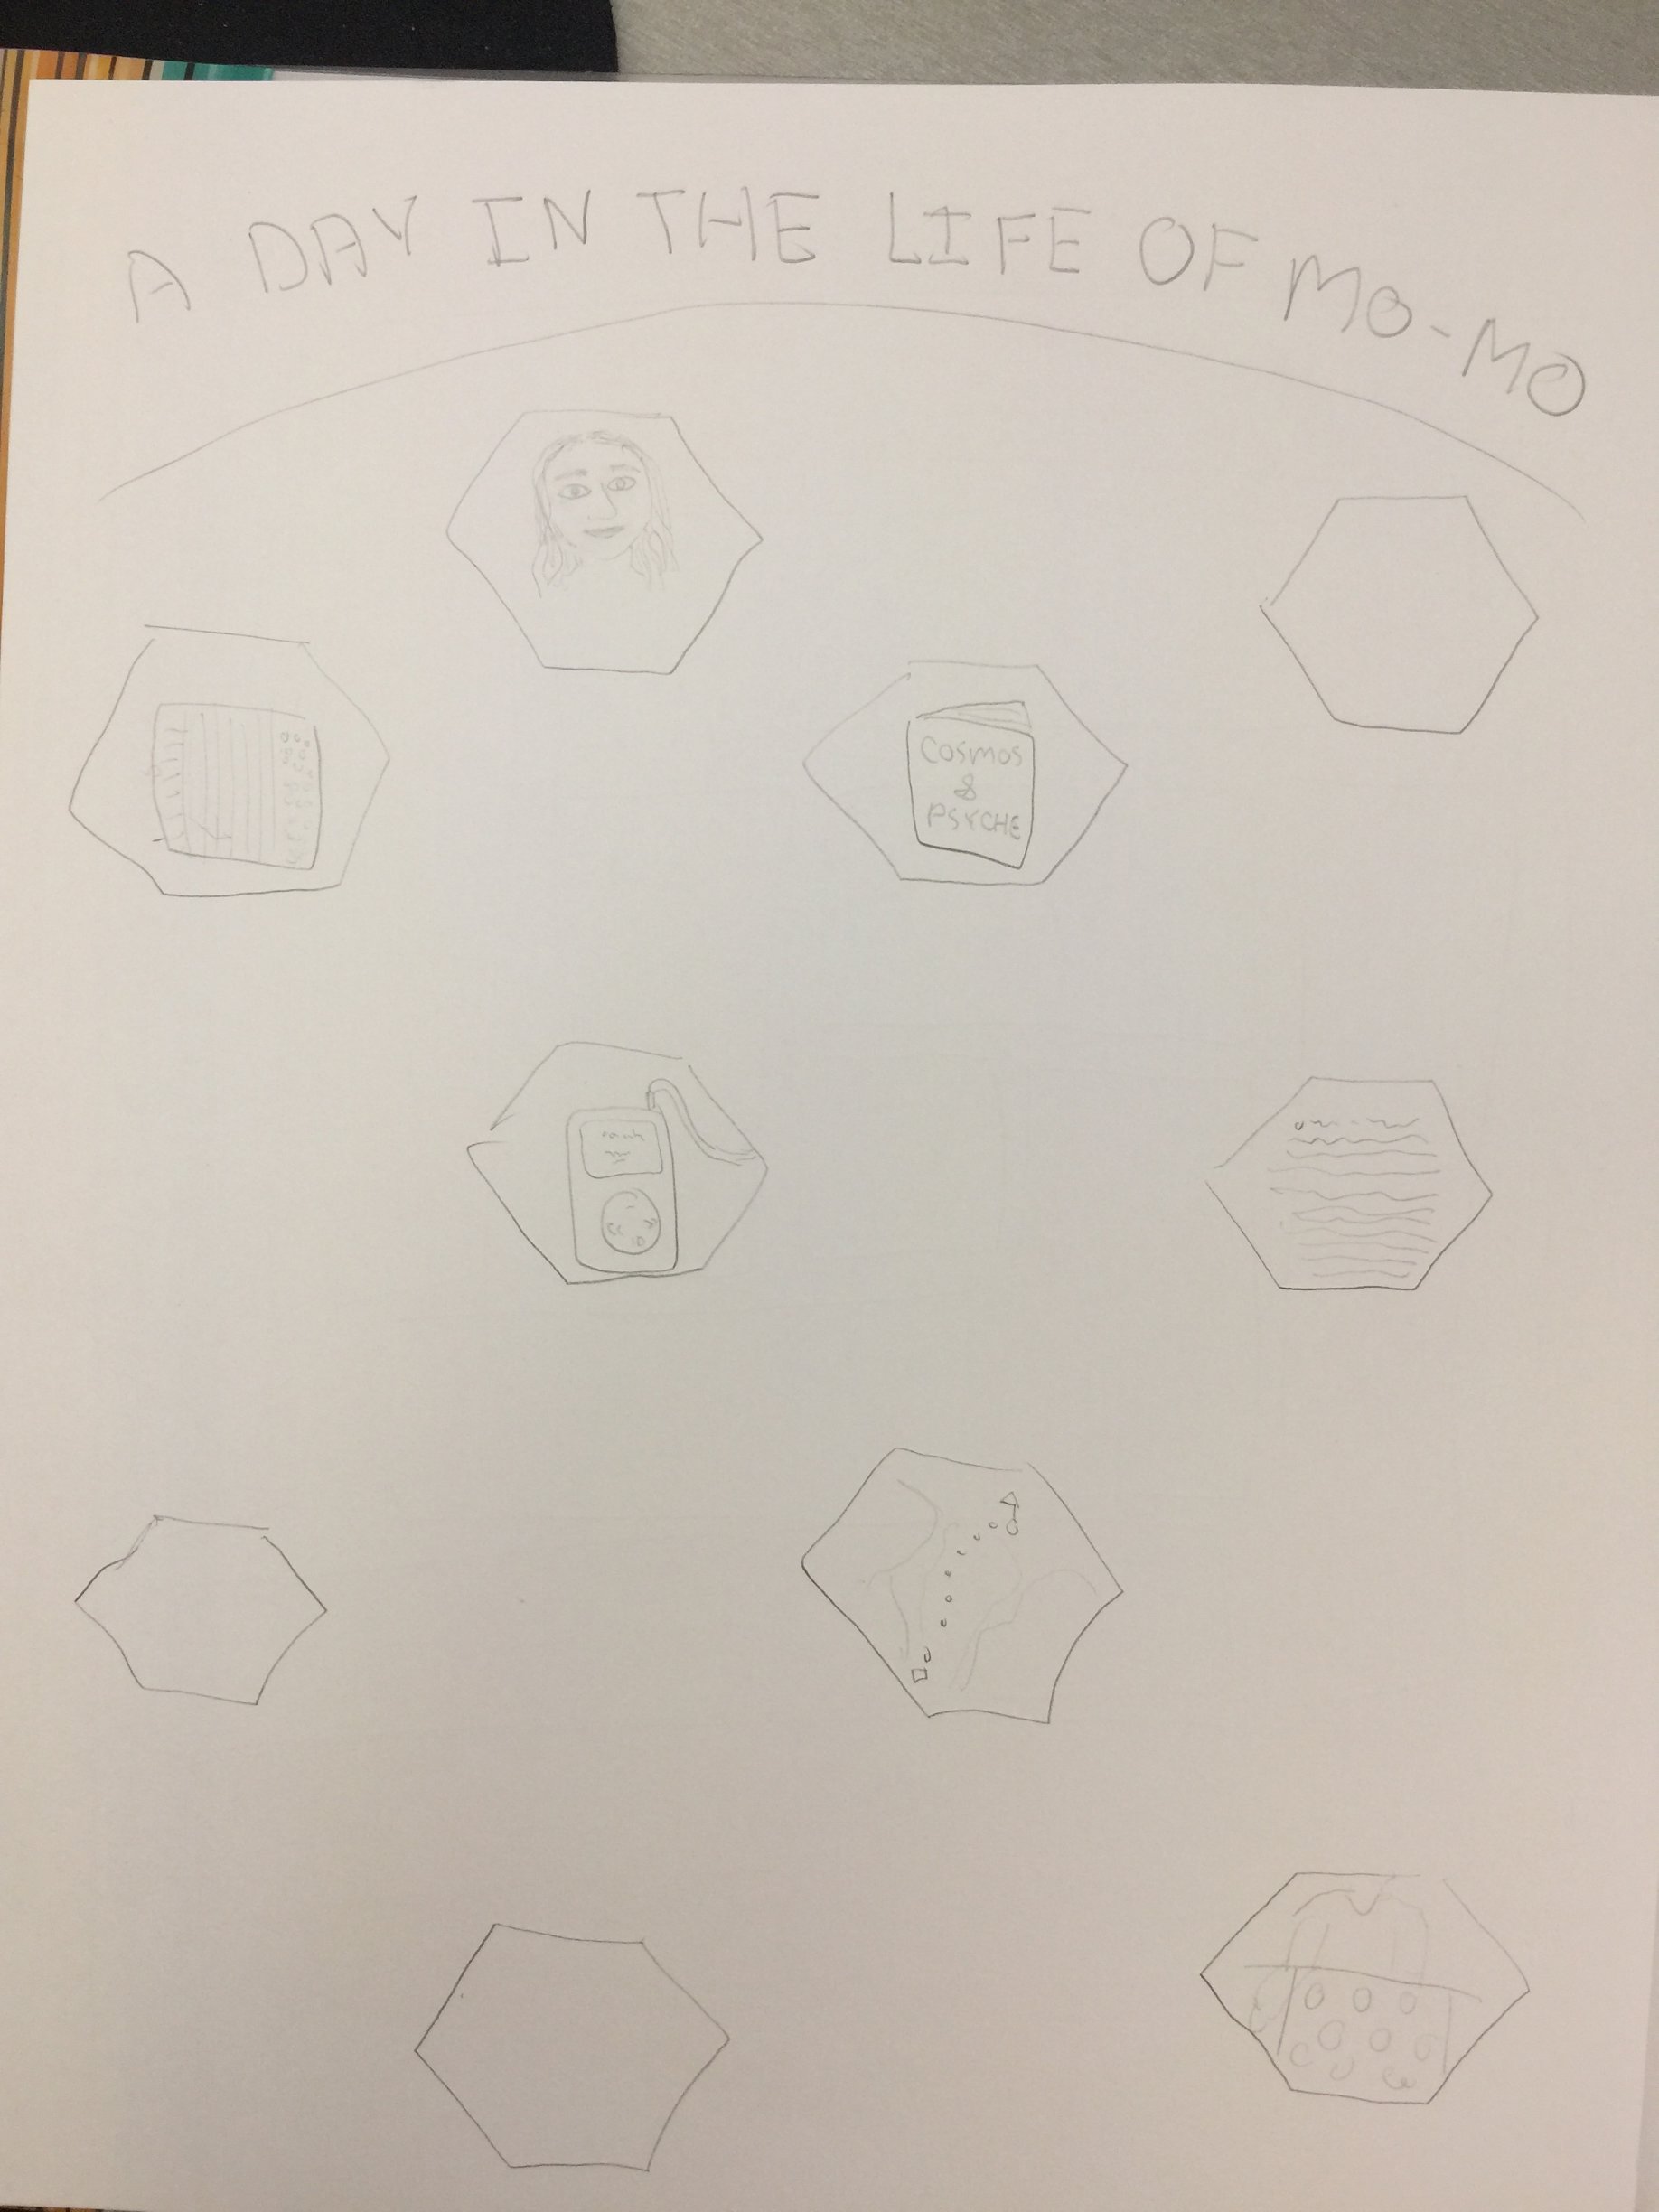 A DAY IN THE LIFE OF MO-MO
COSMOS
&
PSYCHE